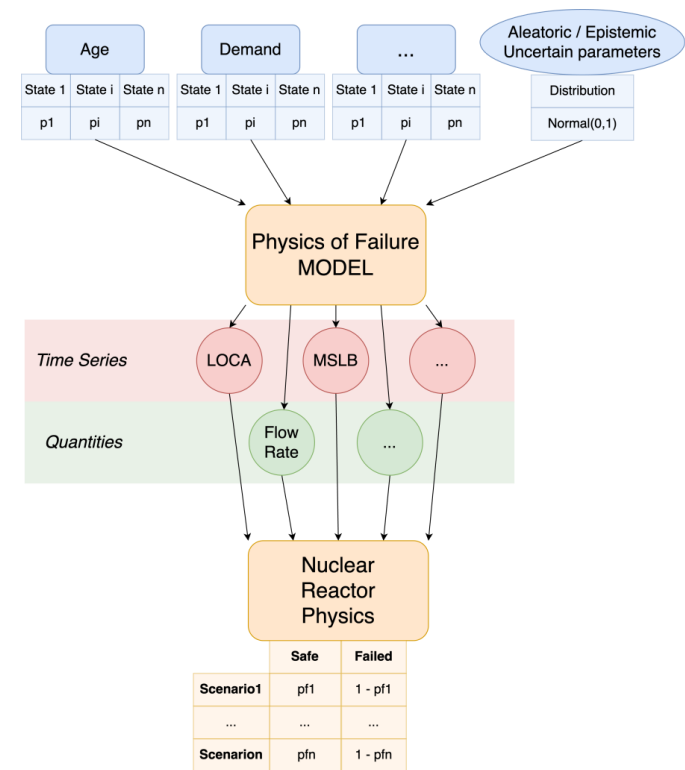 Age
Demand
...
Aleatoric / Epistemic
Uncertain parameters
State 1 State i State n
State 1 State i State n
State 1 State i State n
Distribution
p1 pi pn
p1 pi pn
p1 pi pn
Normal(0,1)
Physics of Failure
MODEL
Time Series
LOCA
MSLB
...
Quantities
Flow
Rate
...
Nuclear
Reactor
Physics
Safe Failed
Scenario1 pf1 1 - pf1
... ... ...
Scenarion pfn 1 - pfn